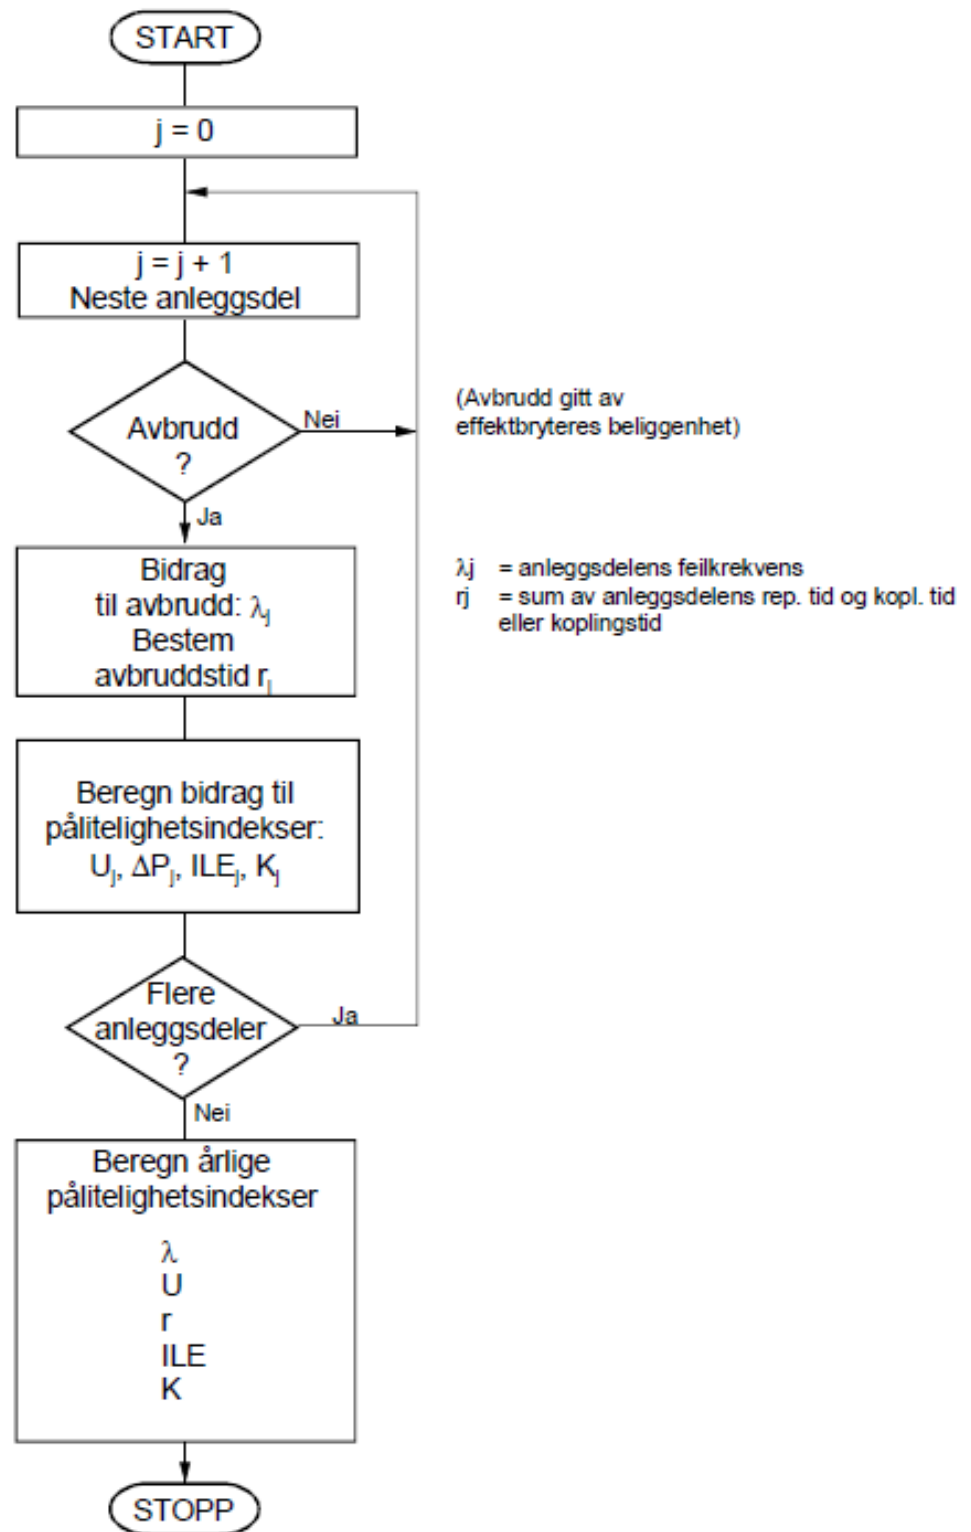 START
j = 0
j = j + 1
Neste anleggsdel
Avbrudd
?
Nei
(Avbrudd gitt av
effektbryteres beliggenhet)
Ja
Bidrag
til avbrudd: λj
Bestem
avbruddstid rj
λj = anleggsdelens feilkrekvens
rj = sum av anleggsdelens rep. tid og kopl. tid
eller koplingstid
Beregn bidrag til
pålitelighetsindekser:
Uj, ΔPj, ILEj, Kj
Flere
anleggsdeler
?
Ja
Nei
Beregn årlige
pålitelighetsindekser
λ
U
r
ILE
K
STOPP